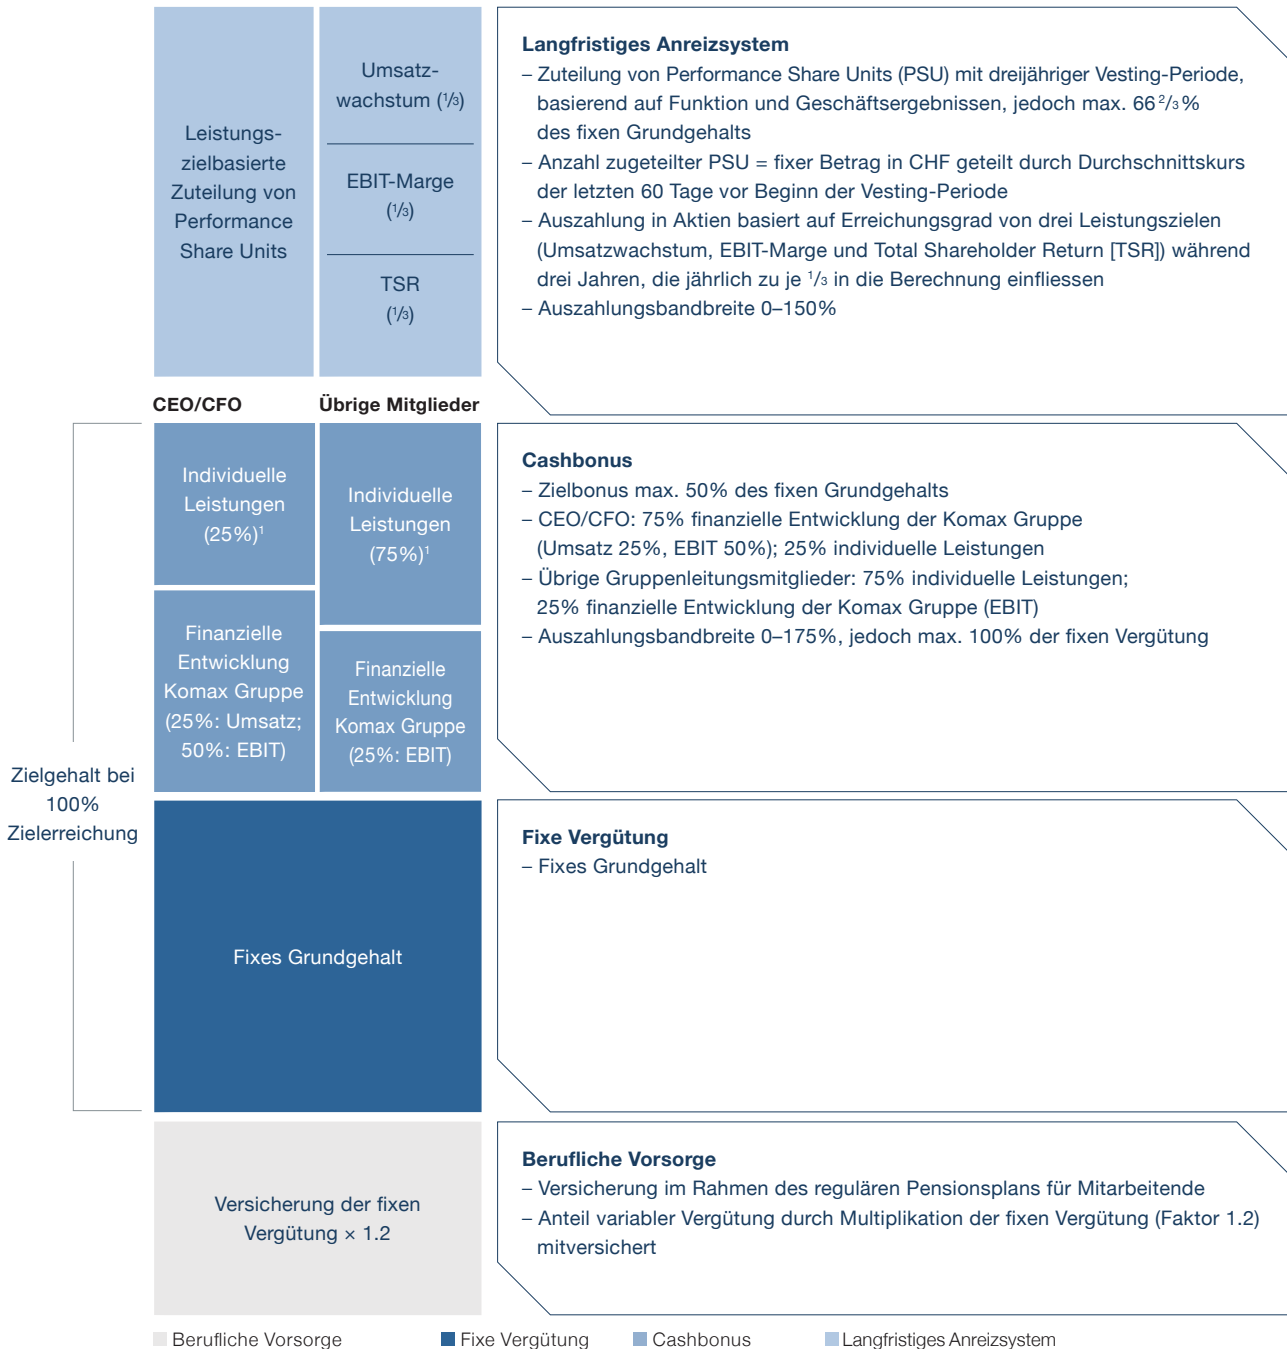 Leistungs-
zielbasierte
Zuteilung von
Performance
Share Units
Umsatz-
wachstum (1/3)
EBIT-Marge
(1/3)
TSR
(1/3)
Langfristiges Anreizsystem
– Zuteilung von Performance Share Units (PSU) mit dreijähriger Vesting-Periode,
basierend auf Funktion und Geschäftsergebnissen, jedoch max. 66 2/3 %
des fixen Grundgehalts
– Anzahl zugeteilter PSU = fixer Betrag in CHF geteilt durch Durchschnittskurs
der letzten 60 Tage vor Beginn der Vesting-Periode
– Auszahlung in Aktien basiert auf Erreichungsgrad von drei Leistungszielen
(Umsatzwachstum, EBIT-Marge und Total Shareholder Return [TSR]) während
drei Jahren, die jährlich zu je 1/3 in die Berechnung einfliessen
– Auszahlungsbandbreite 0–150%
CEO/CFO
Übrige Mitglieder
Zielgehalt bei
100%
Zielerreichung
Individuelle
Leistungen
(25%)¹
Finanzielle
Entwicklung
Komax Gruppe
(25%: Umsatz;
50%: EBIT)
Individuelle
Leistungen
(75%)¹
Finanzielle
Entwicklung
Komax Gruppe
(25%: EBIT)
Cashbonus
– Zielbonus max. 50% des fixen Grundgehalts
– CEO/CFO: 75% finanzielle Entwicklung der Komax Gruppe
(Umsatz 25%, EBIT 50%); 25% individuelle Leistungen
– Übrige Gruppenleitungsmitglieder: 75% individuelle Leistungen;
25% finanzielle Entwicklung der Komax Gruppe (EBIT)
– Auszahlungsbandbreite 0–175%, jedoch max. 100% der fixen Vergütung
Fixes Grundgehalt
Fixe Vergütung
– Fixes Grundgehalt
Versicherung der fixen
Vergütung × 1.2
Berufliche Vorsorge
– Versicherung im Rahmen des regulären Pensionsplans für Mitarbeitende
– Anteil variabler Vergütung durch Multiplikation der fixen Vergütung (Faktor 1.2)
mitversichert
Berufliche Vorsorge
Fixe Vergütung
Cashbonus
Langfristiges Anreizsystem